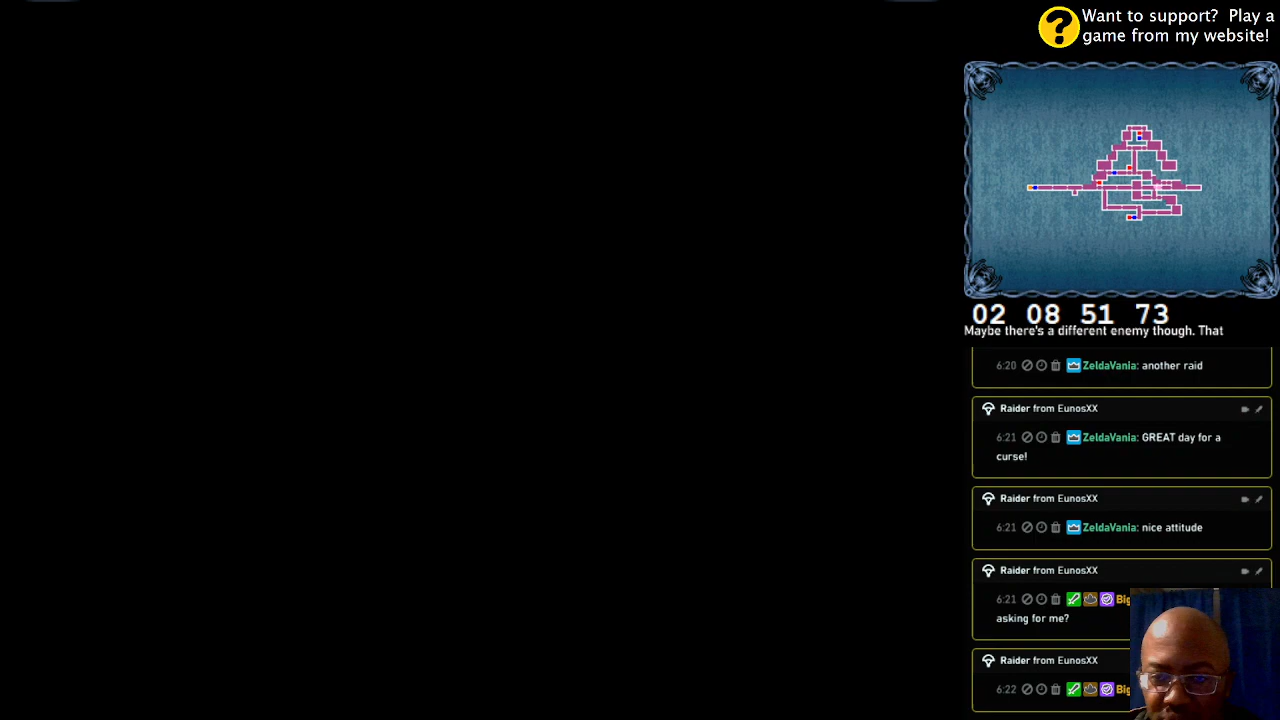 Want to support? Play a
game from my website!
02 08 51 73
Maybe there's a different enemy though. That
6:20 ZeldaVania: another raid
Raider from EunosXX
6:21 ZeldaVania: GREAT day for a
curse!
Raider from EunosXX
6:21 ZeldaVania: nice attitude
Raider from EunosXX
6:21 Big
asking for me?
Raider from EunosXX
6:22 Big